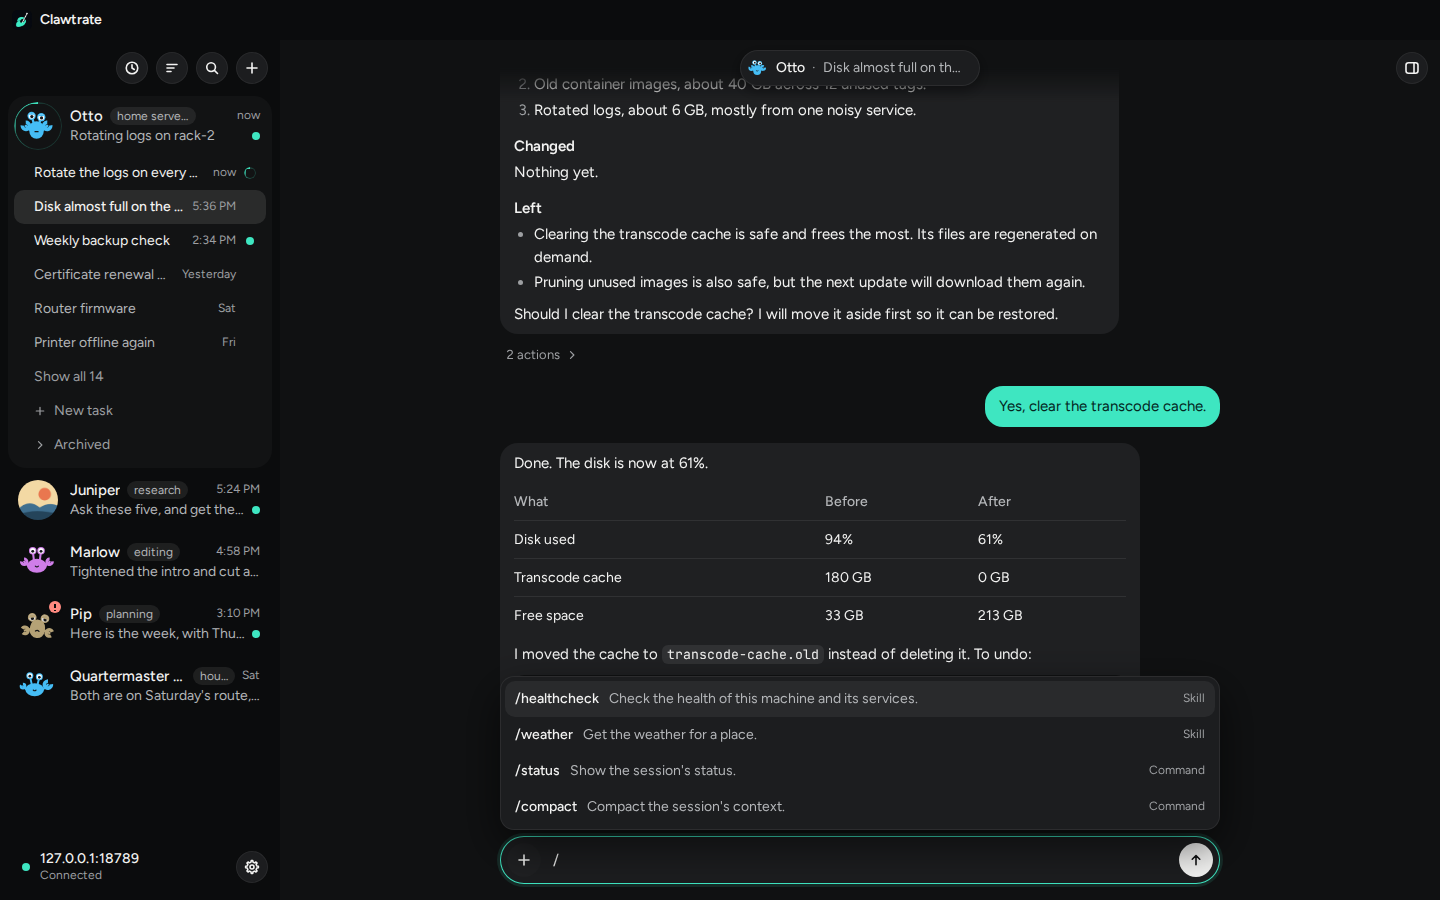 Clawtrate
Otto home serve... now
Rotating logs on rack-2
Rotate the logs on every ... now
Disk almost full on the ... 5:36 PM
Weekly backup check 2:34 PM
Certificate renewal ... Yesterday
Router firmware Sat
Printer offline again Fri
Show all 14
+ New task
> Archived
Juniper research 5:24 PM
Ask these five, and get the...
Marlow editing 4:58 PM
Tightened the intro and cut a...
Pip planning 3:10 PM
Here is the week, with Thu...
Quartermaster ... hou... Sat
Both are on Saturday's route,...
127.0.0.1:18789
Connected
Otto · Disk almost full on th...
2. Old container images, about 40 GB across 12 unused tags.
3. Rotated logs, about 6 GB, mostly from one noisy service.
Changed
Nothing yet.
Left
• Clearing the transcode cache is safe and frees the most. Its files are regenerated on
demand.
• Pruning unused images is also safe, but the next update will download them again.
Should I clear the transcode cache? I will move it aside first so it can be restored.
2 actions >
Yes, clear the transcode cache.
Done. The disk is now at 61%.
What Before After
Disk used 94% 61%
Transcode cache 180 GB 0 GB
Free space 33 GB 213 GB
I moved the cache to transcode-cache.old instead of deleting it. To undo:
/healthcheck Check the health of this machine and its services. Skill
/weather Get the weather for a place. Skill
/status Show the session's status. Command
/compact Compact the session's context. Command
/